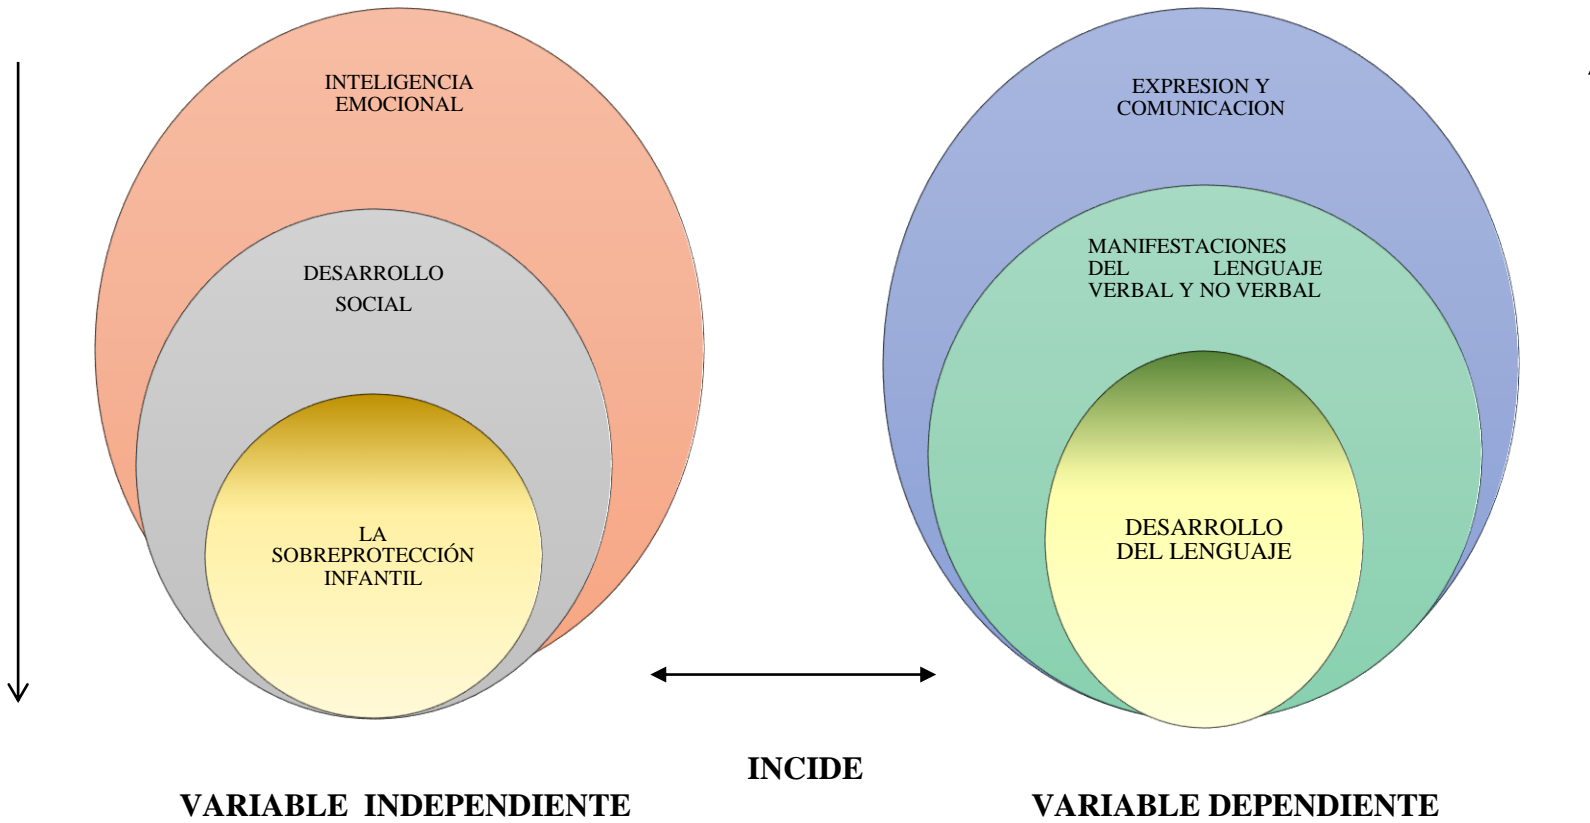 INTELIGENCIA
EMOCIONAL
DESARROLLO
SOCIAL
LA
SOBREPROTECCIÓN
INFANTIL
EXPRESION Y
COMUNICACION
MANIFESTACIONES
DEL LENGUAJE
VERBAL Y NO VERBAL
DESARROLLO
DEL LENGUAJE
INCIDE
VARIABLE INDEPENDIENTE
VARIABLE DEPENDIENTE